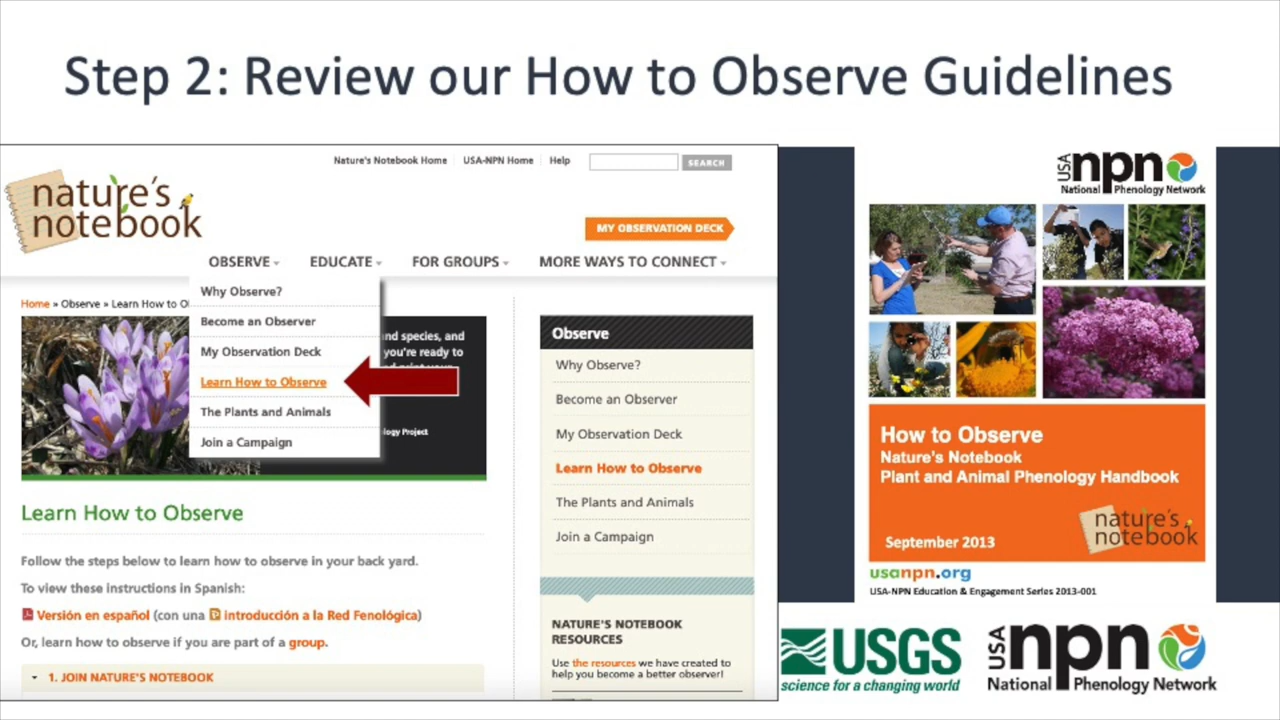 Step 2: Review our How to Observe Guidelines
Nature's Notebook Home
USA-NPN Home
Help
SEARCH
nature's
notebook
MY OBSERVATION DECK
OBSERVE
EDUCATE
FOR GROUPS
MORE WAYS TO CONNECT
Why Observe?
Become an Observer
My Observation Deck
Learn How to Observe
The Plants and Animals
Join a Campaign
Home » Observe » Learn How to O
nd species, and
you're ready to
logy Project
Learn How to Observe
Follow the steps below to learn how to observe in your back yard.
To view these instructions in Spanish:
Versión en español (con una introducción a la Red Fenológica)
Or, learn how to observe if you are part of a group.
1. JOIN NATURE'S NOTEBOOK
Observe
Why Observe?
Become an Observer
My Observation Deck
Learn How to Observe
The Plants and Animals
Join a Campaign
NATURE'S NOTEBOOK
RESOURCES
Use the resources we have created to
help you become a better observer!
USA npn
National Phenology Network
How to Observe
Nature's Notebook
Plant and Animal Phenology Handbook
nature's
notebook
September 2013
usanpn.org
USA-NPN Education & Engagement Series 2013-001
USGS
science for a changing world
USA npn
National Phenology Network